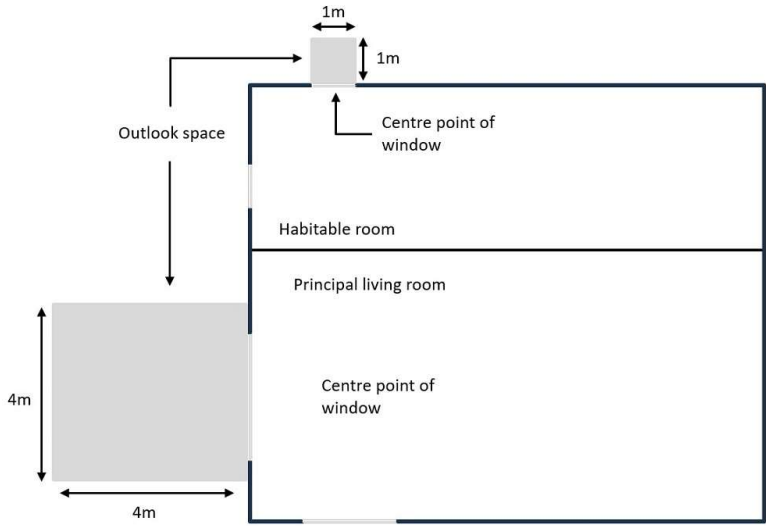 1m
1m
Outlook space
Centre point of
window
Habitable room
Principal living room
Centre point of
window
4m
4m